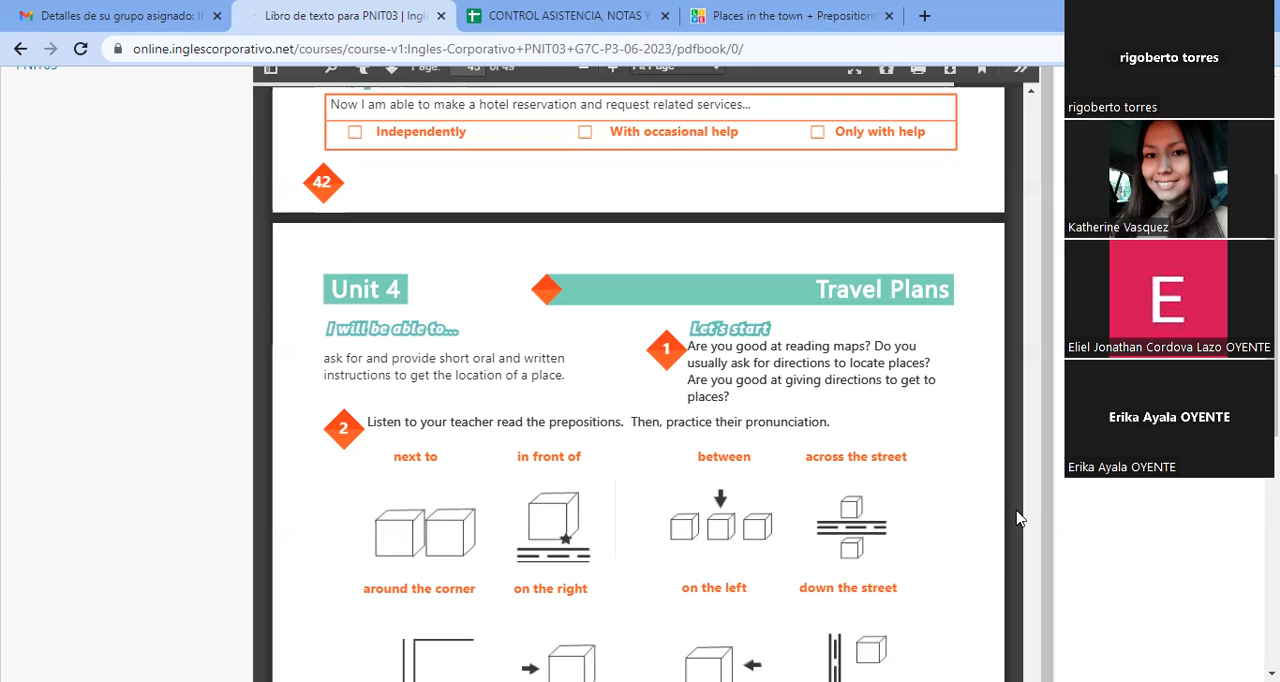 Detalles de su grupo asignado: I
Libro de texto para PNIT03 | Ingl
CONTROL ASISTENCIA, NOTAS Y
Places in the town + Preposition
online.inglescorporativo.net/courses/course-v1:Ingles-Corporativo+PNIT03+G7C-P3-06-2023/pdfbook/0/
PNIT03
Page:
of 49
Now I am able to make a hotel reservation and request related services...
Independently
With occasional help
Only with help
42
Unit 4
Travel Plans
I will be able to...
ask for and provide short oral and written
instructions to get the location of a place.
Let's start
1
Are you good at reading maps? Do you
usually ask for directions to locate places?
Are you good at giving directions to get to
places?
2
Listen to your teacher read the prepositions. Then, practice their pronunciation.
next to
in front of
between
across the street
around the corner
on the right
on the left
down the street
rigoberto torres
rigoberto torres
Katherine Vasquez
E
Eliel Jonathan Cordova Lazo OYENTE
Erika Ayala OYENTE
Erika Ayala OYENTE